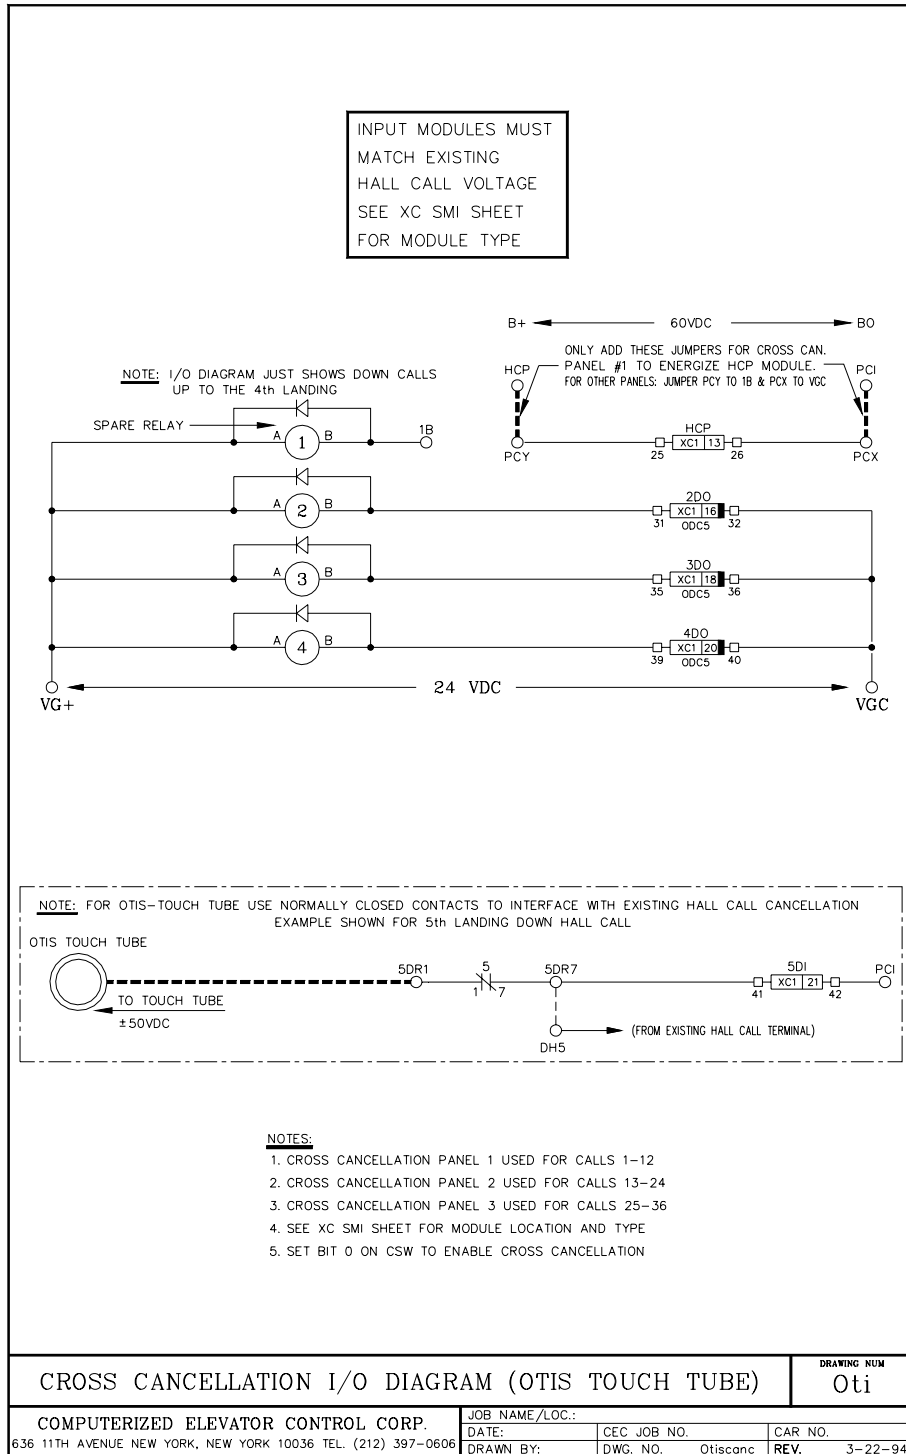 INPUT MODULES MUST
MATCH EXISTING
HALL CALL VOLTAGE
SEE XC SMI SHEET
FOR MODULE TYPE
B+ 60VDC BO
ONLY ADD THESE JUMPERS FOR CROSS CAN.
PANEL #1 TO ENERGIZE HCP MODULE.
FOR OTHER PANELS: JUMPER PCY TO 1B & PCX TO VGC
HCP PCI
NOTE: I/O DIAGRAM JUST SHOWS DOWN CALLS
UP TO THE 4th LANDING
SPARE RELAY
A 1 B 1B
PCY HCP PCX
25 XC1 13 26
A 2 B
2DO
31 XC1 16 32
ODC5
A 3 B
3DO
35 XC1 18 36
ODC5
A 4 B
4DO
39 XC1 20 40
ODC5
VG+ 24 VDC VGC
NOTE: FOR OTIS-TOUCH TUBE USE NORMALLY CLOSED CONTACTS TO INTERFACE WITH EXISTING HALL CALL CANCELLATION
EXAMPLE SHOWN FOR 5th LANDING DOWN HALL CALL
OTIS TOUCH TUBE
5DR1 5 5DR7 5DI PCI
1 7 41 XC1 21 42
TO TOUCH TUBE
±50VDC
(FROM EXISTING HALL CALL TERMINAL)
DH5
NOTES:
1. CROSS CANCELLATION PANEL 1 USED FOR CALLS 1-12
2. CROSS CANCELLATION PANEL 2 USED FOR CALLS 13-24
3. CROSS CANCELLATION PANEL 3 USED FOR CALLS 25-36
4. SEE XC SMI SHEET FOR MODULE LOCATION AND TYPE
5. SET BIT 0 ON CSW TO ENABLE CROSS CANCELLATION
CROSS CANCELLATION I/O DIAGRAM (OTIS TOUCH TUBE)
DRAWING NUM
Oti
COMPUTERIZED ELEVATOR CONTROL CORP.
636 11TH AVENUE NEW YORK, NEW YORK 10036 TEL. (212) 397-0606
JOB NAME/LOC.:
DATE: CEC JOB NO. CAR NO.
DRAWN BY: DWG. NO. Otiscanc REV. 3-22-94